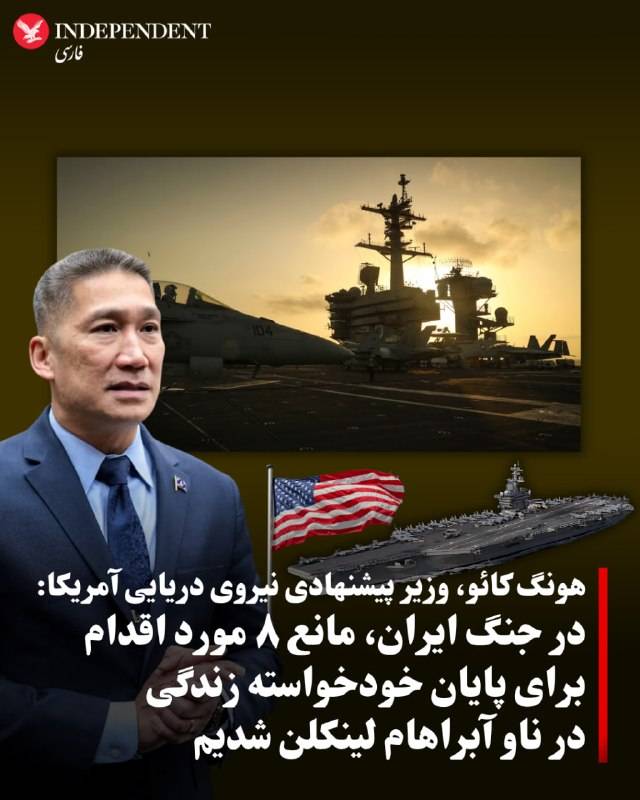 INDEPENDENT
فارسی
104
هونگ کائو، وزیر پیشنهادی نیروی دریایی آمریکا:
در جنگ ایران، مانع ۸ مورد اقدام
برای پایان خودخواسته زندگی
در ناو آبراهام لینکلن شدیم